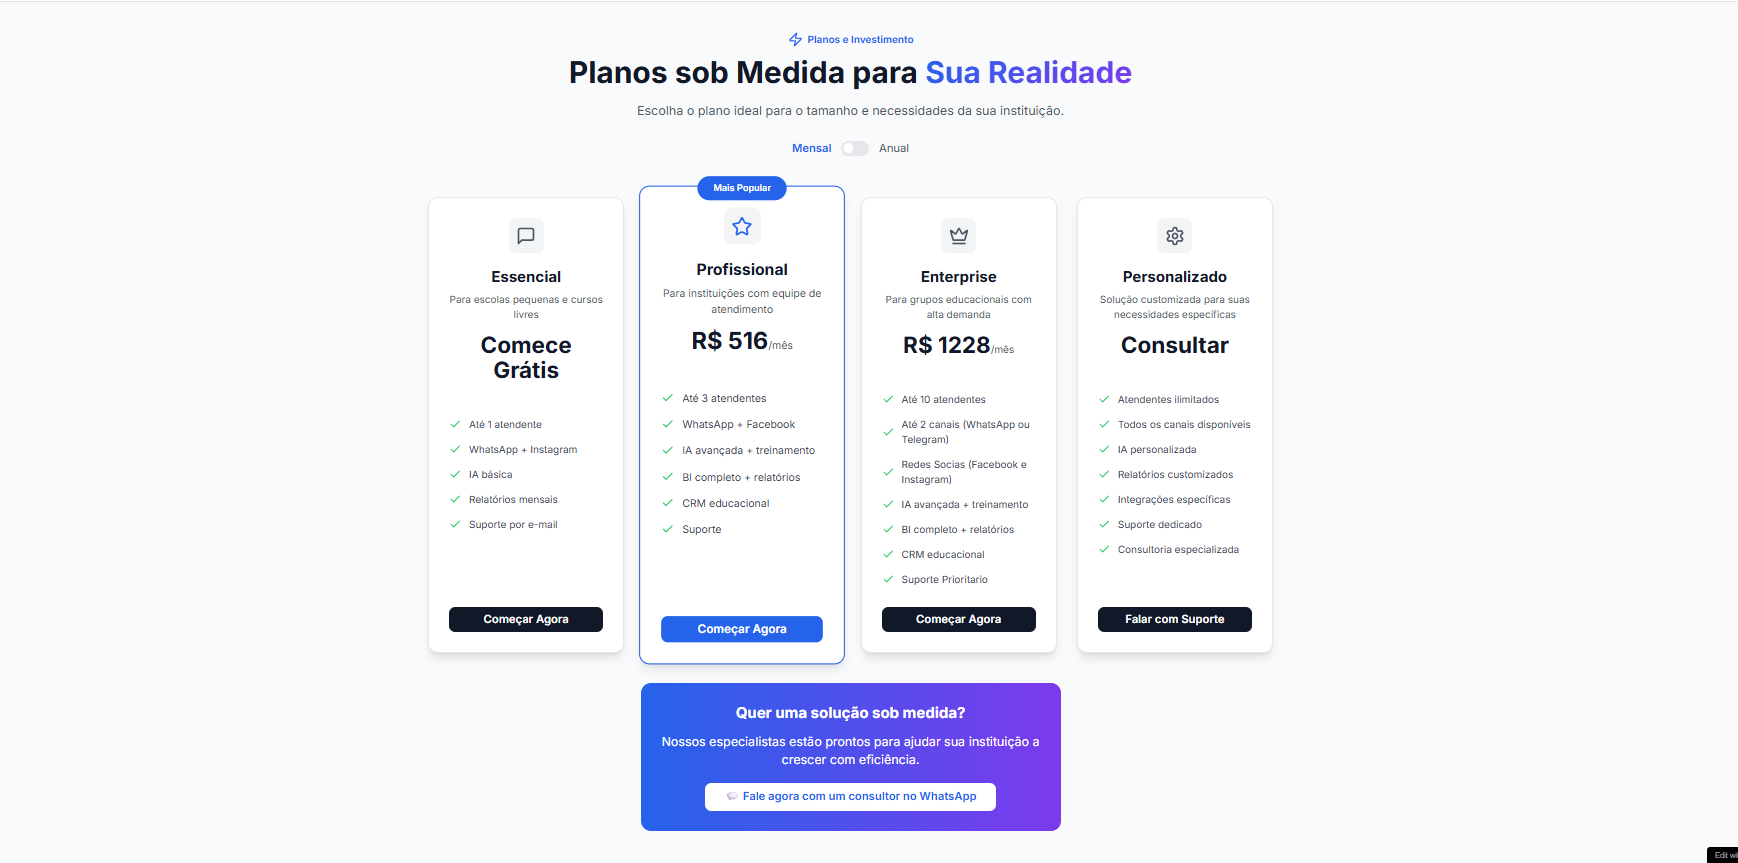 Planos e Investimento
Planos sob Medida para Sua Realidade
Escolha o plano ideal para o tamanho e necessidades da sua instituição.
Mensal Anual
Essencial
Para escolas pequenas e cursos
livres
Comece
Grátis
Até 1 atendente
WhatsApp + Instagram
IA básica
Relatórios mensais
Suporte por e-mail
Começar Agora
Mais Popular
Profissional
Para instituições com equipe de
atendimento
R$ 516/mês
Até 3 atendentes
WhatsApp + Facebook
IA avançada + treinamento
BI completo + relatórios
CRM educacional
Suporte
Começar Agora
Enterprise
Para grupos educacionais com
alta demanda
R$ 1228/mês
Até 10 atendentes
Até 2 canais (WhatsApp ou
Telegram)
Redes Socias (Facebook e
Instagram)
IA avançada + treinamento
BI completo + relatórios
CRM educacional
Suporte Prioritario
Começar Agora
Personalizado
Solução customizada para suas
necessidades específicas
Consultar
Atendentes ilimitados
Todos os canais disponíveis
IA personalizada
Relatórios customizados
Integrações específicas
Suporte dedicado
Consultoria especializada
Falar com Suporte
Quer uma solução sob medida?
Nossos especialistas estão prontos para ajudar sua instituição a
crescer com eficiência.
Fale agora com um consultor no WhatsApp
Edit